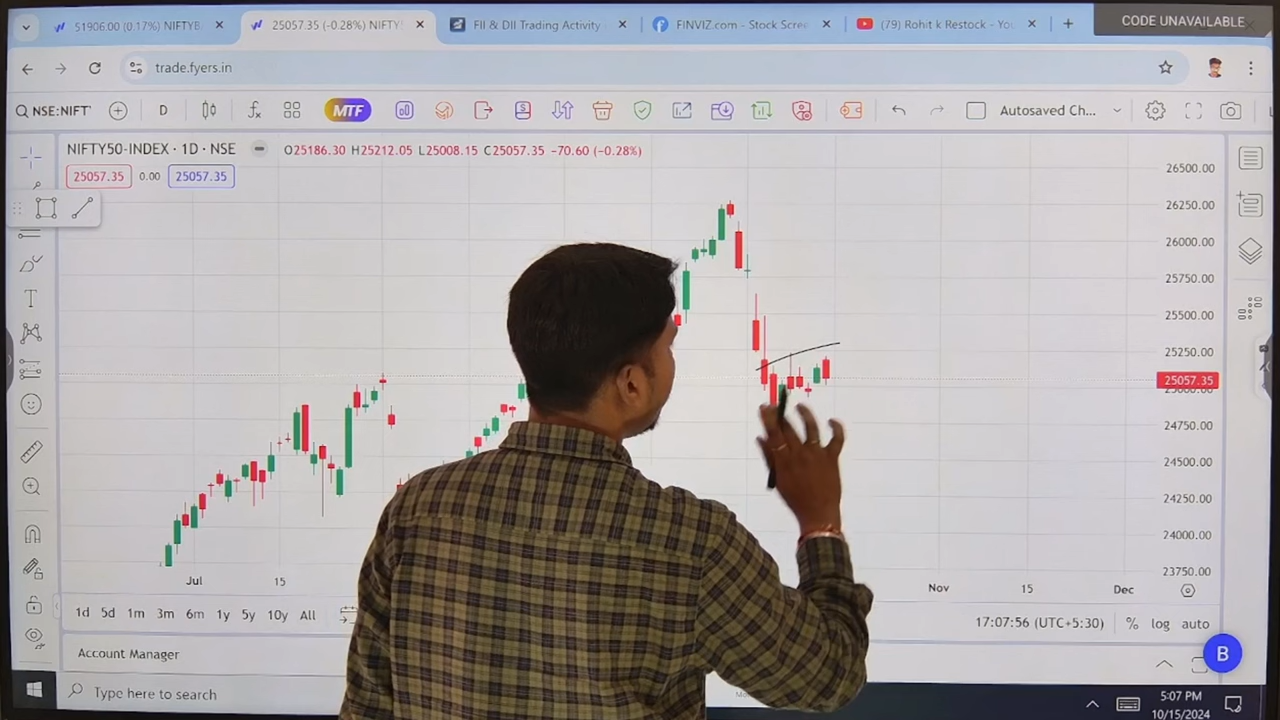 CODE UNAVAILABLE
51906.00 (0.17%) NIFTYB
25057.35 (-0.28%) NIFTY
FII & DII Trading Activity
FINVIZ.com - Stock Scree
(79) Rohit k Restock - You
trade.fyers.in
NSE:NIFT
D
MTF
Autosaved Ch...
NIFTY50-INDEX · 1D · NSE
O25186.30 H25212.05 L25008.15 C25057.35 -70.60 (-0.28%)
25057.35
0.00
25057.35
26500.00
26250.00
26000.00
25750.00
25500.00
25250.00
25057.35
24750.00
24500.00
24250.00
24000.00
23750.00
Jul
15
Nov
15
Dec
1d 5d 1m 3m 6m 1y 5y 10y All
17:07:56 (UTC+5:30)
% log auto
Account Manager
B
Type here to search
5:07 PM
10/15/2024